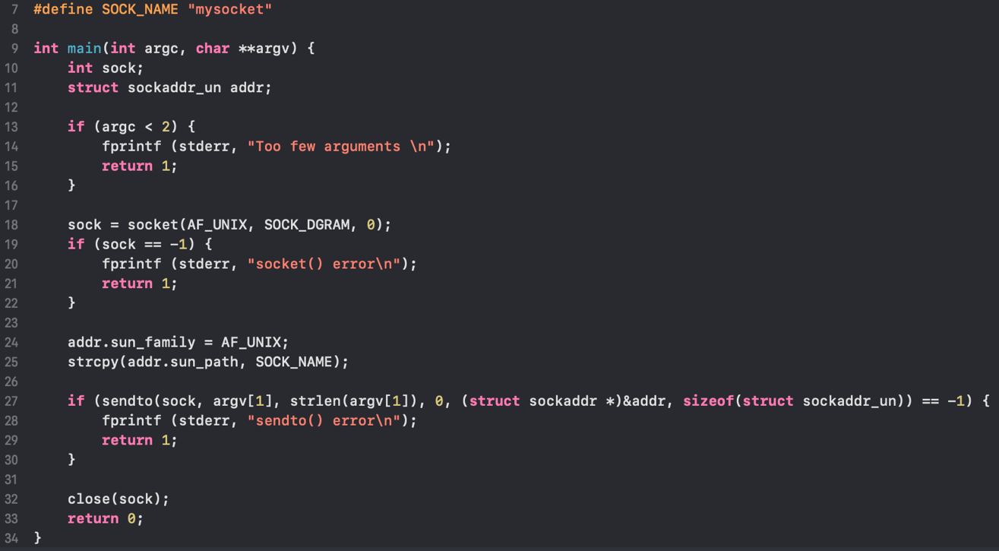 7 #define SOCK_NAME "mysocket"
8
9 int main(int argc, char **argv) {
10     int sock;
11     struct sockaddr_un addr;
12
13     if (argc < 2) {
14         fprintf (stderr, "Too few arguments \n");
15         return 1;
16     }
17
18     sock = socket(AF_UNIX, SOCK_DGRAM, 0);
19     if (sock == -1) {
20         fprintf (stderr, "socket() error\n");
21         return 1;
22     }
23
24     addr.sun_family = AF_UNIX;
25     strcpy(addr.sun_path, SOCK_NAME);
26
27     if (sendto(sock, argv[1], strlen(argv[1]), 0, (struct sockaddr *)&addr, sizeof(struct sockaddr_un)) == -1) {
28         fprintf (stderr, "sendto() error\n");
29         return 1;
30     }
31
32     close(sock);
33     return 0;
34 }